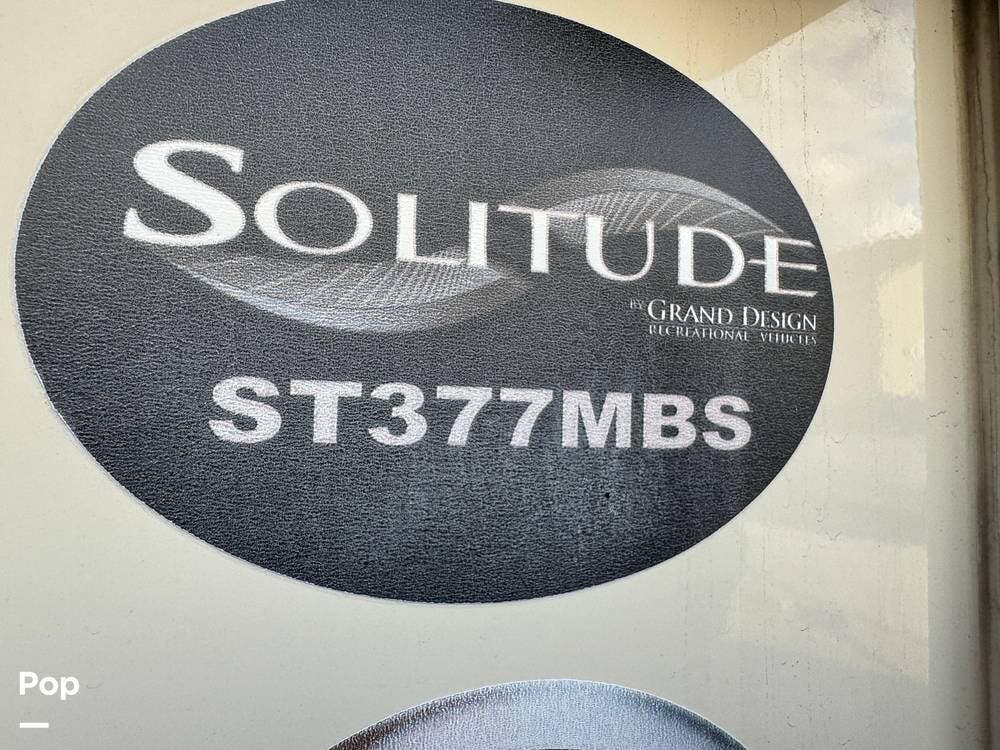 SOLITUDE
BY GRAND DESIGN
RECREATIONAL VEHICLES
ST377MBS
Pop